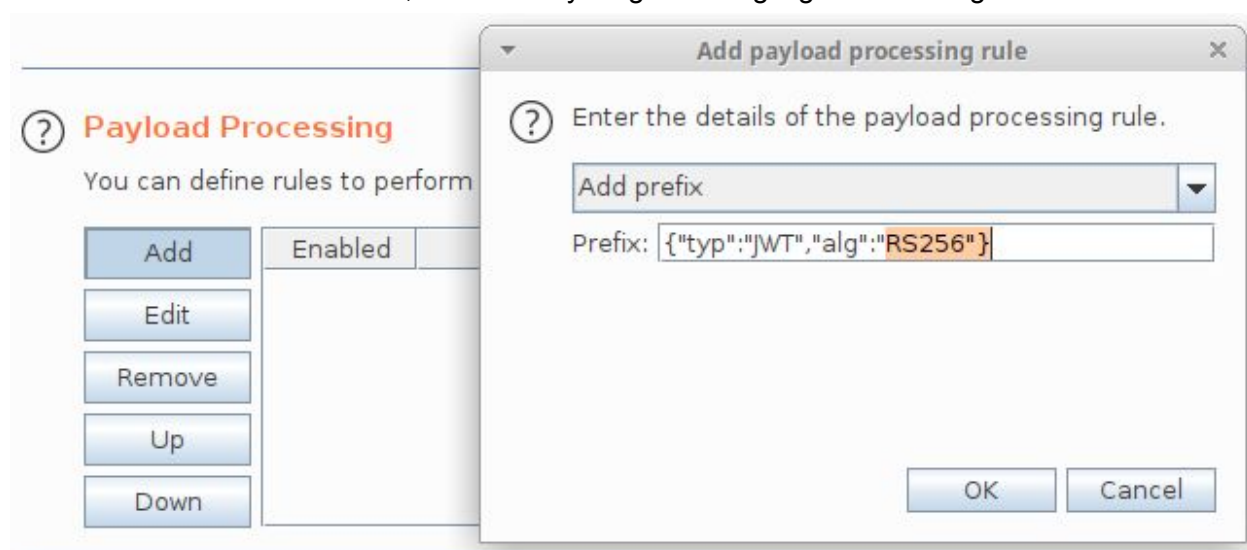 Add payload processing rule
Payload Processing
You can define rules to perform
Add
Enabled
Edit
Remove
Up
Down
Enter the details of the payload processing rule.
Add prefix
Prefix: {"typ":"JWT","alg":"RS256"}
OK
Cancel